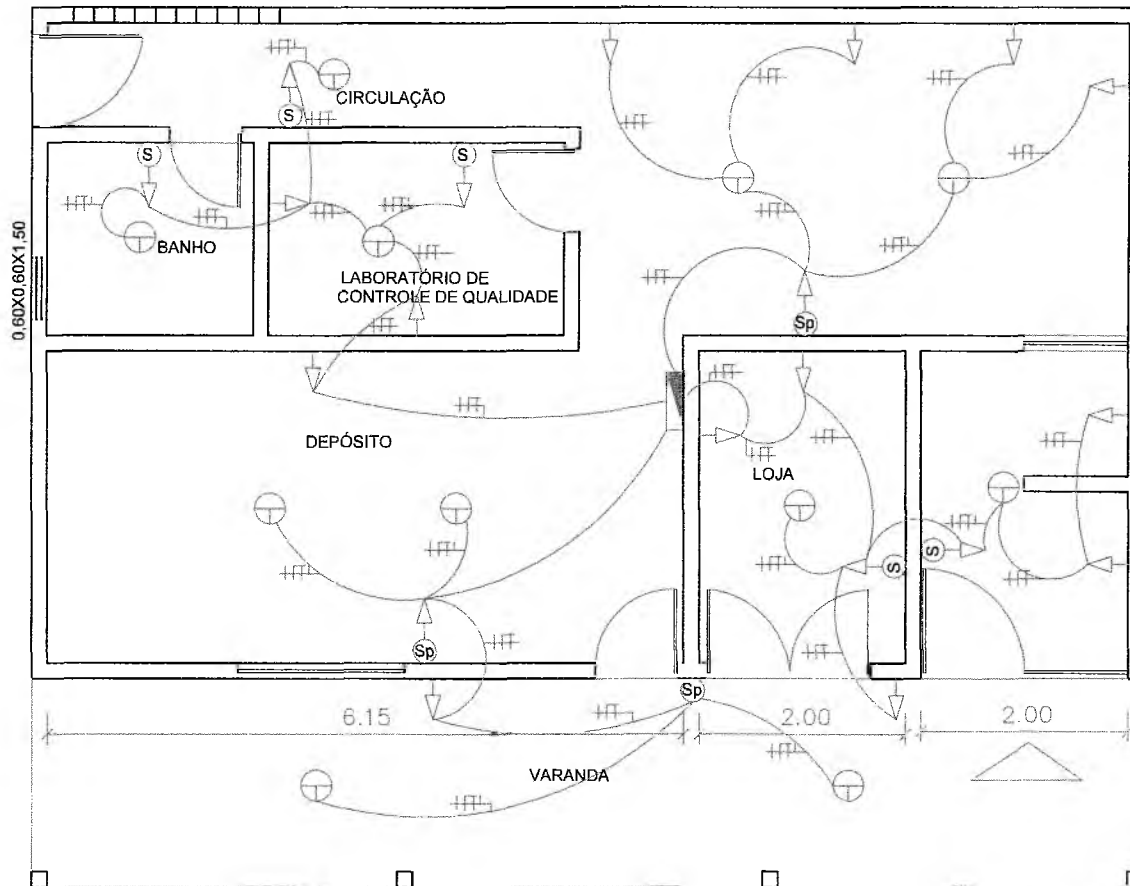 CIRCULAÇÃO
S
S
S
BANHO
LABORATÓRIO DE
CONTROLE DE QUALIDADE
0,60X0,60X1,50
Sp
DEPÓSITO
LOJA
S
S
Sp
Sp
6.15
2.00
2.00
VARANDA